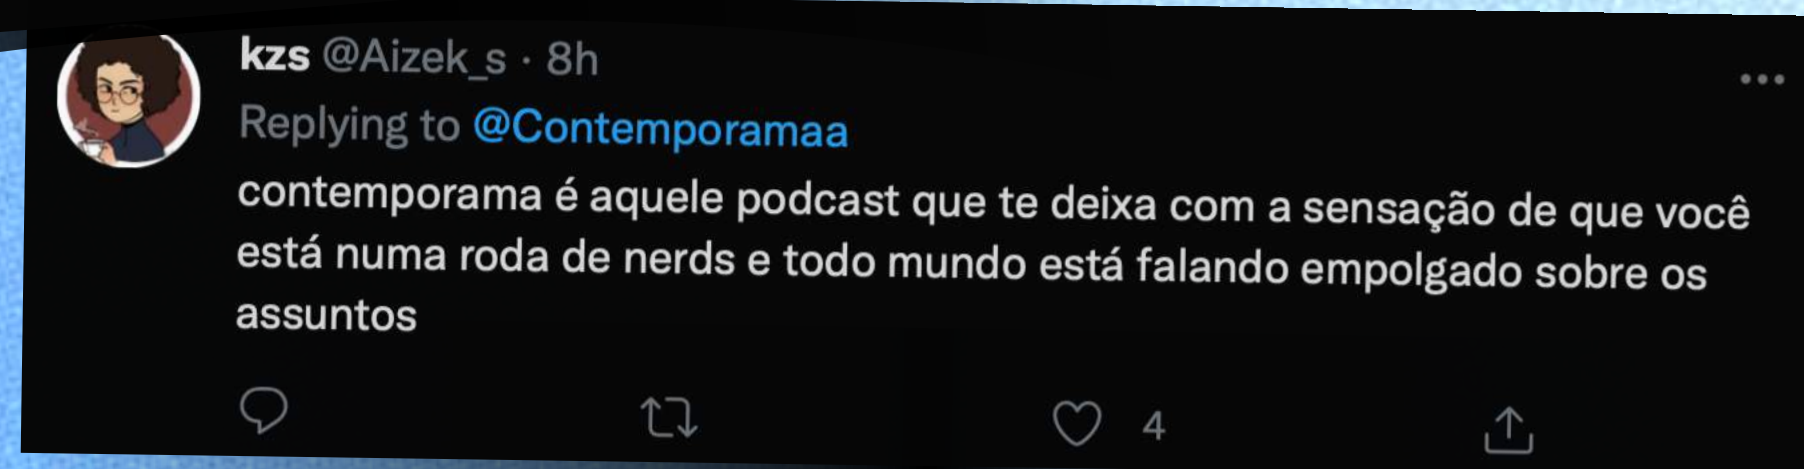 kzs @Aizek_s · 8h
Replying to @Contemporamaa
contemporama é aquele podcast que te deixa com a sensação de que você
está numa roda de nerds e todo mundo está falando empolgado sobre os
assuntos
4